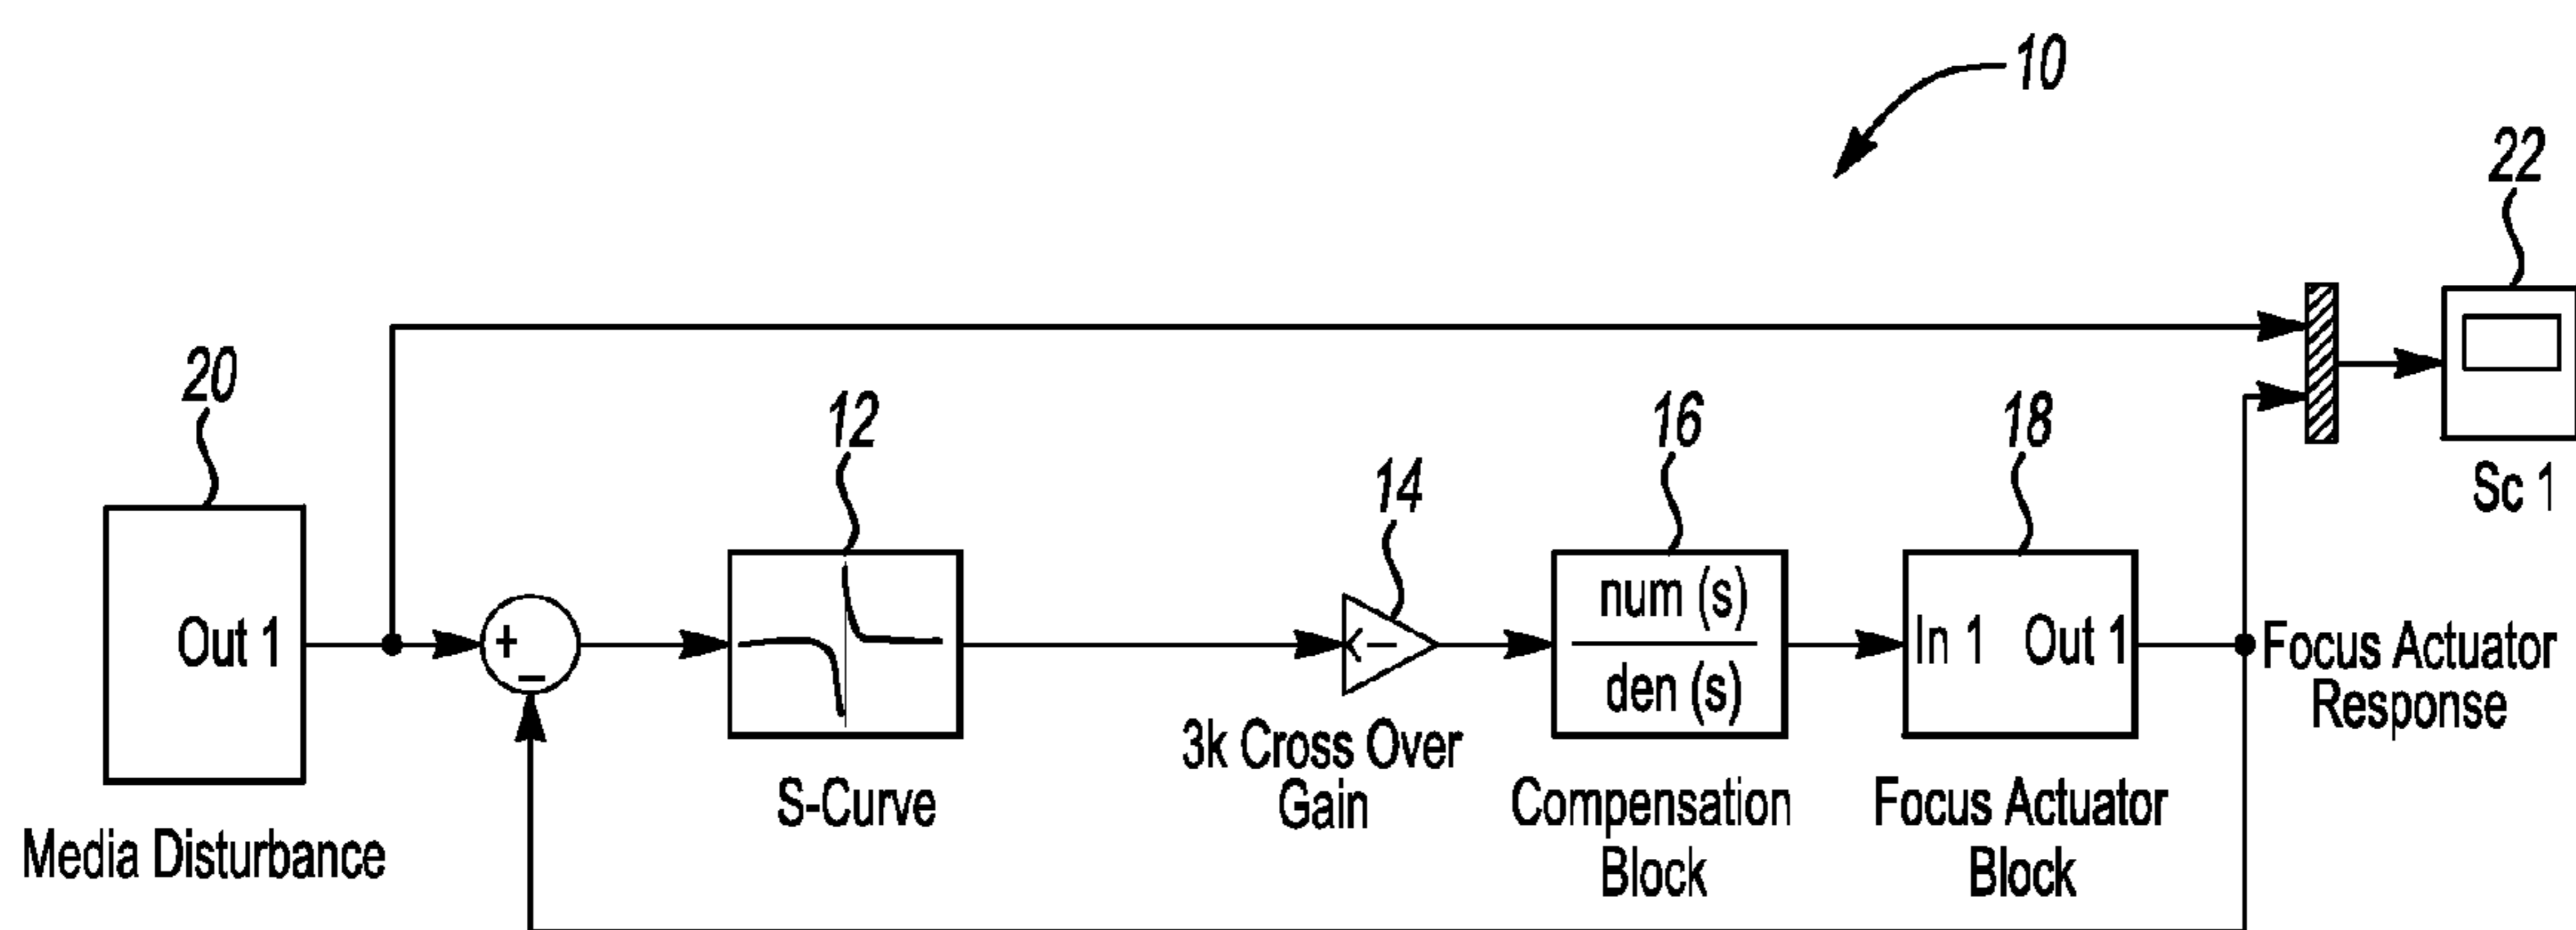 10
22
Sc 1
20
Out 1
Media Disturbance
+
−
12
S-Curve
14
3k Cross Over
Gain
16
num (s)
den (s)
Compensation
Block
18
In 1 Out 1
Focus Actuator
Block
Focus Actuator
Response